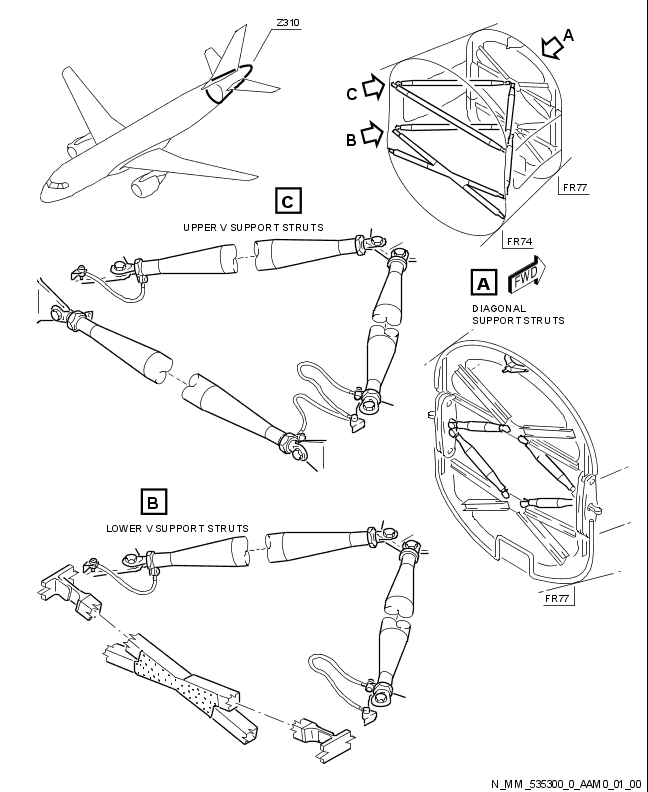 Z310
A
C
B
FR77
FR74
C
UPPER V SUPPORT STRUTS
A
FWD
DIAGONAL
SUPPORT STRUTS
B
LOWER V SUPPORT STRUTS
FR77
N_MM_535300_0_AAM0_01_00